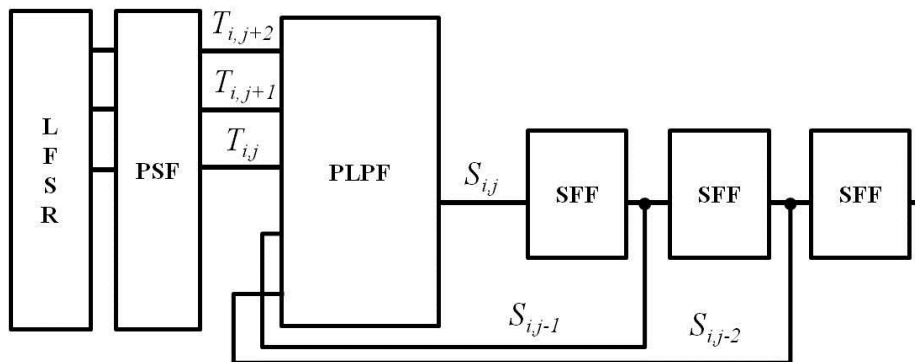 L
F
S
R
PSF
T_{i,j+2}
T_{i,j+1}
T_{i,j}
PLPF
S_{i,j}
SFF
SFF
SFF
S_{i,j-1}
S_{i,j-2}